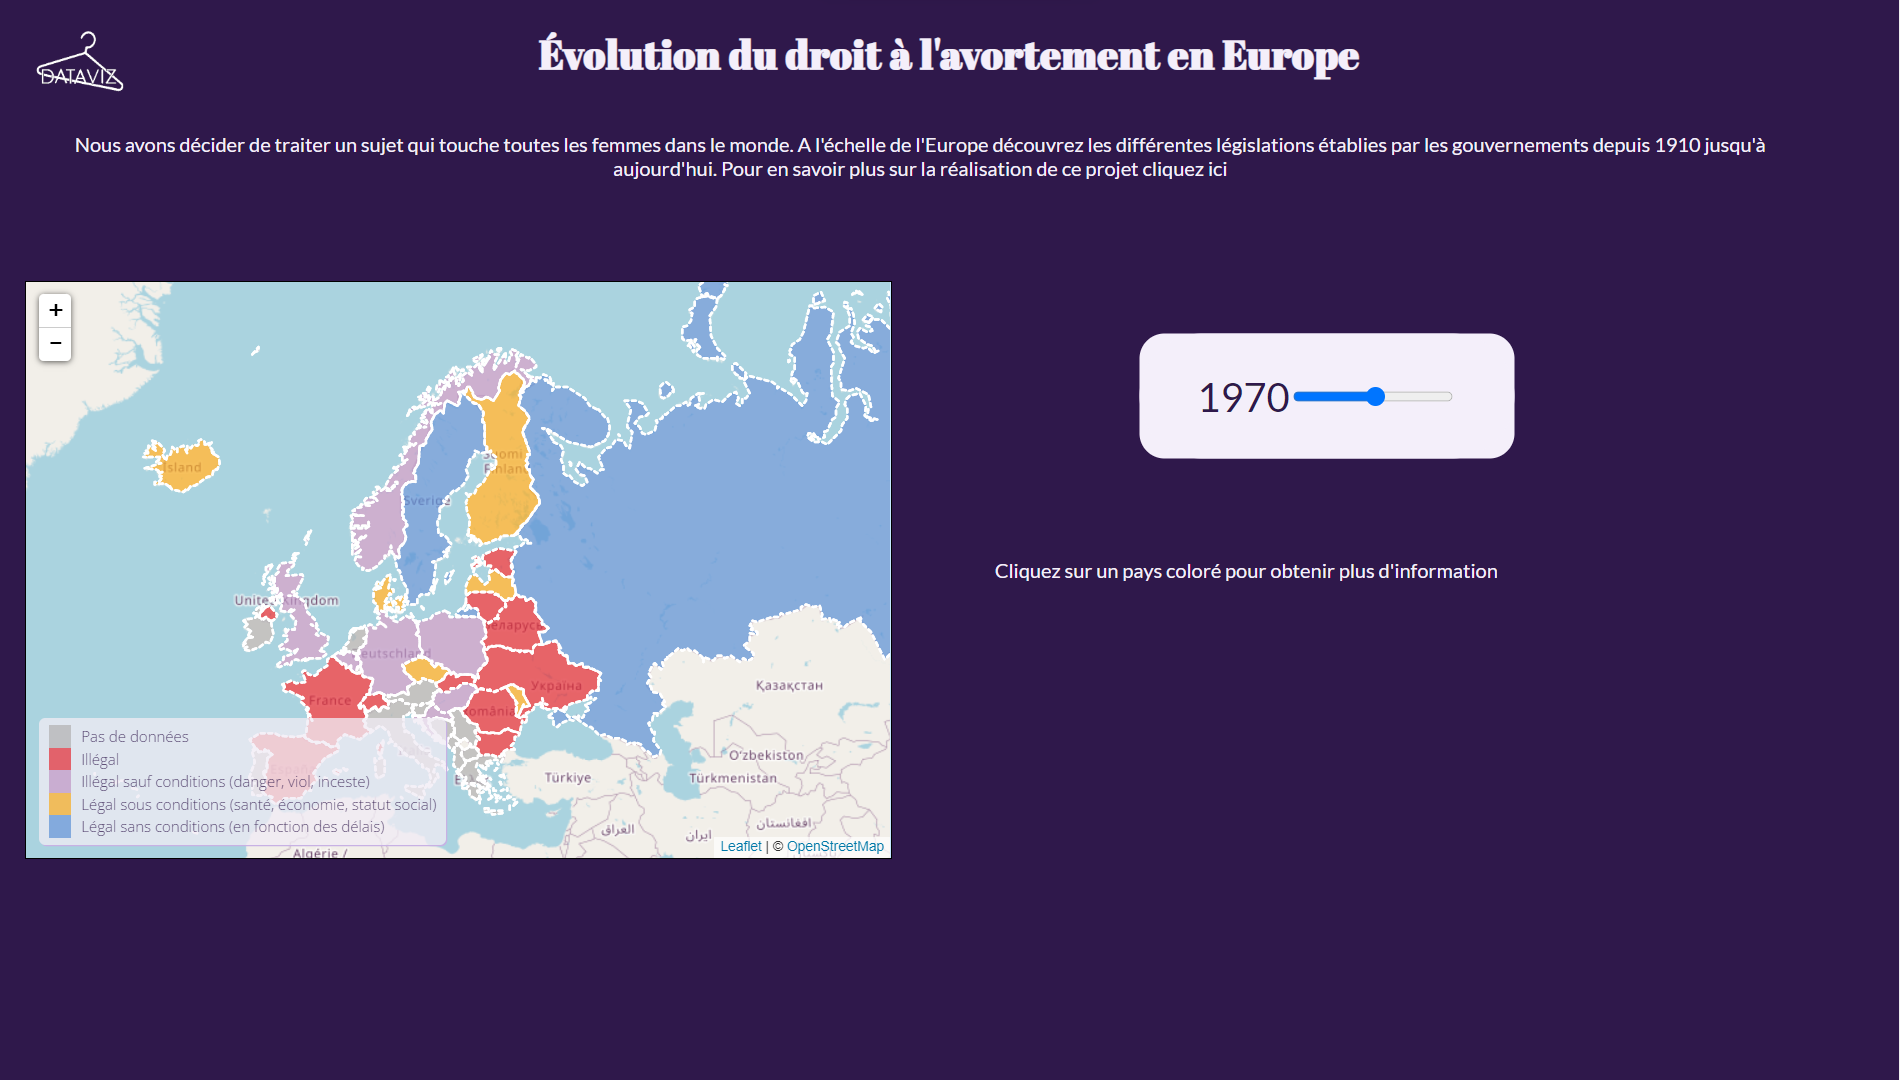 DATAVIZ
Évolution du droit à l'avortement en Europe
Nous avons décider de traiter un sujet qui touche toutes les femmes dans le monde. A l'échelle de l'Europe découvrez les différentes législations établies par les gouvernements depuis 1910 jusqu'à
aujourd'hui. Pour en savoir plus sur la réalisation de ce projet cliquez ici
+
−
Ísland
Suomi
Finland
Sverige
1970
Cliquez sur un pays coloré pour obtenir plus d'information
United Kingdom
Беларусь
Deutschland
Україна
Қазақстан
France
România
Pas de données
Illégal
Illégal sauf conditions (danger, viol, inceste)
Légal sous conditions (santé, économie, statut social)
Légal sans conditions (en fonction des délais)
Türkiye
Oʻzbekiston
Türkmenistan
العراق
ایران
افغانستان
Algérie /
Leaflet | © OpenStreetMap